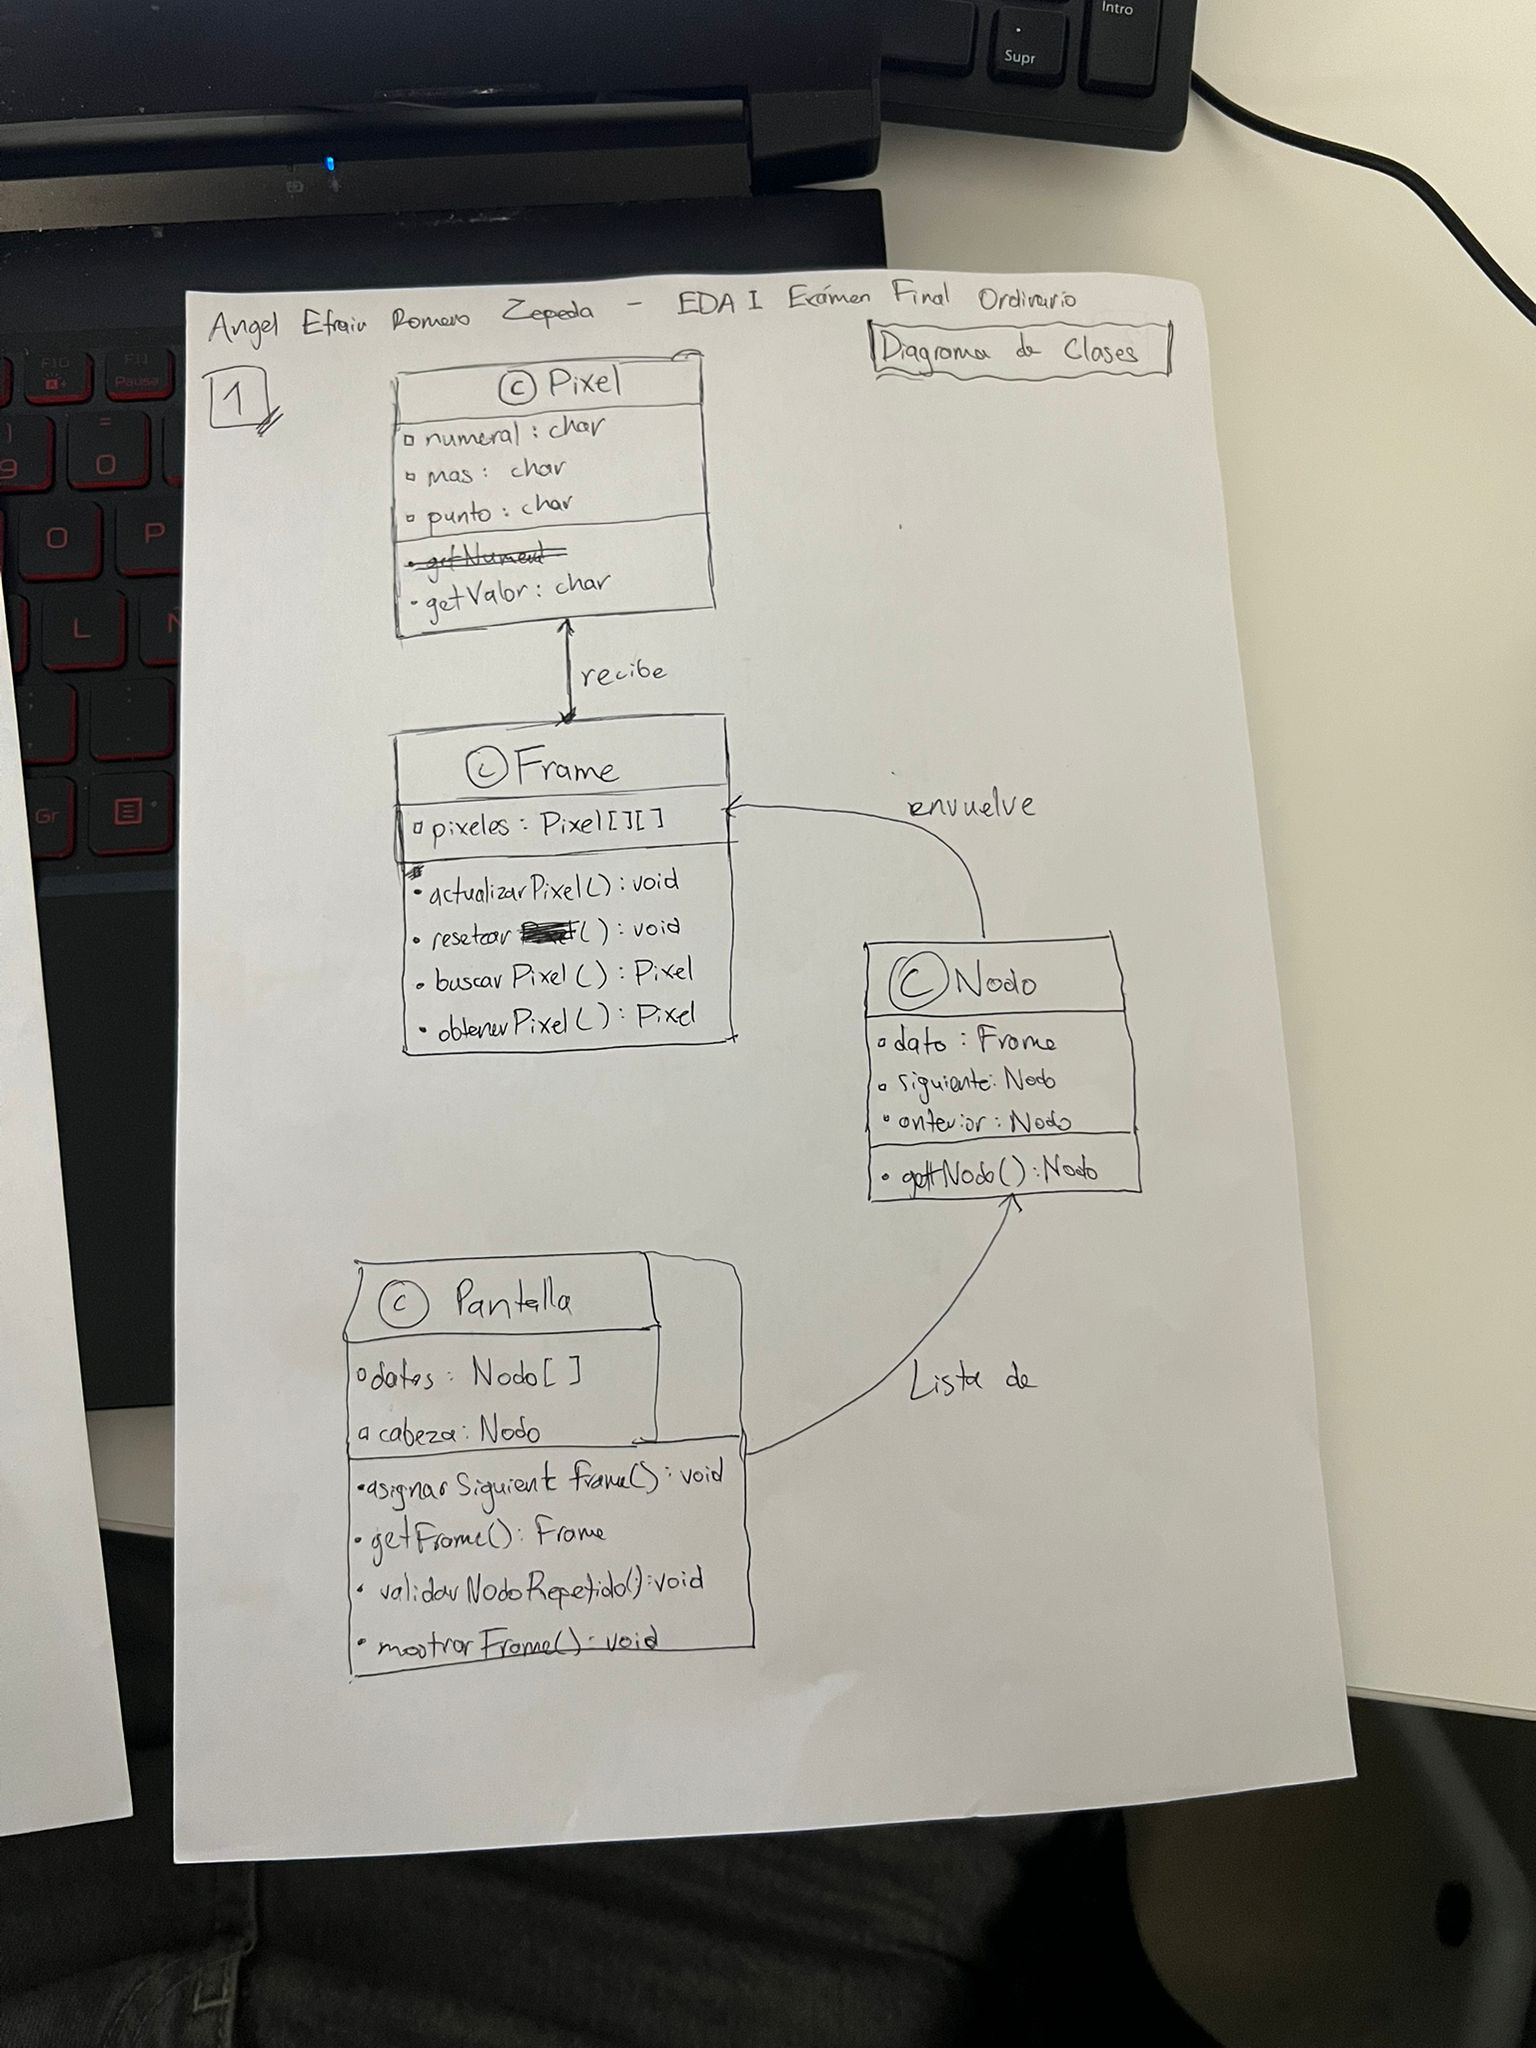 Intro
Supr
F10
F11
Pausa
=
9
0
O
P
L
Gr
Angel Efrain Romero Zepeda - EDA I Exámen Final Ordinario
Diagrama de Clases
1
C Pixel
numeral : char
mas : char
punto : char
getNumeral
getValor : char
recibe
C Frame
pixeles : Pixel[][]
actualizarPixel() : void
resetear () : void
buscarPixel() : Pixel
obtenerPixel() : Pixel
envuelve
C Nodo
dato : Frame
siguiente: Nodo
anterior : Nodo
getNodo() : Nodo
C Pantalla
datos : Nodo[]
cabeza: Nodo
asignarSiguienteFrame() : void
getFrame() : Frame
validarNodoRepetido() : void
mostrarFrame() : void
Lista de